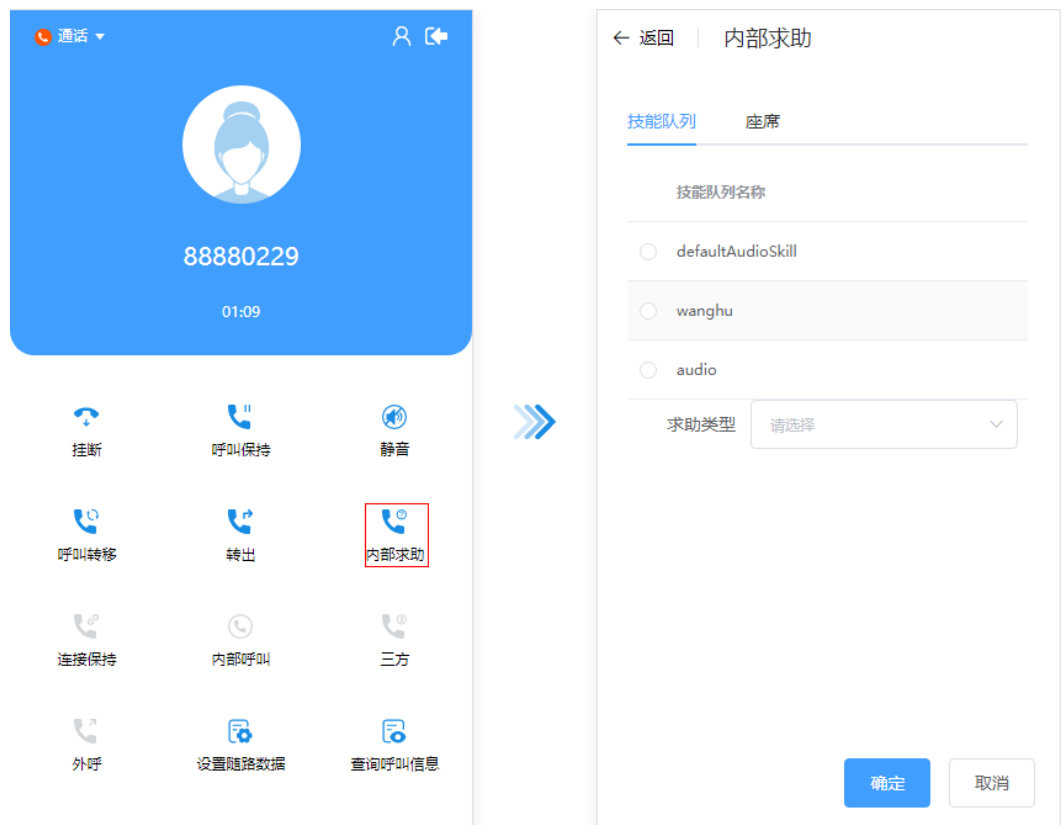 通话
88880229
01:09
挂断
呼叫保持
静音
呼叫转移
转出
内部求助
连接保持
内部呼叫
三方
外呼
设置随路数据
查询呼叫信息
返回
内部求助
技能队列
座席
技能队列名称
defaultAudioSkill
wanghu
audio
求助类型
请选择
确定
取消